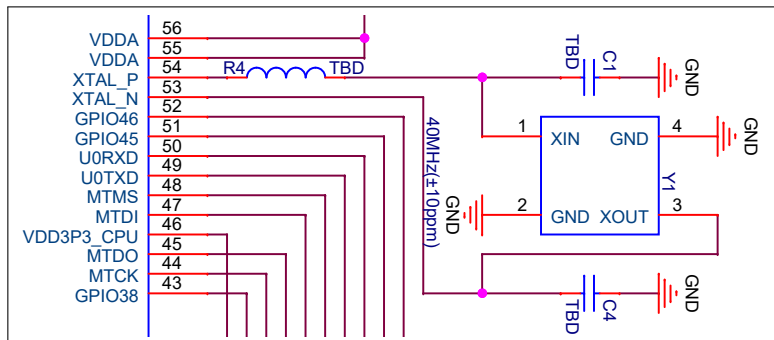 56
VDDA
55
VDDA
54
XTAL_P
R4
TBD
53
XTAL_N
52
GPIO46
51
GPIO45
50
U0RXD
49
U0TXD
48
MTMS
47
MTDI
46
VDD3P3_CPU
45
MTDO
44
MTCK
43
GPIO38
40MHz(±10ppm)
TBD
C1
GND
1
XIN
GND
4
GND
Y1
GND
2
GND
XOUT
3
TBD
C4
GND